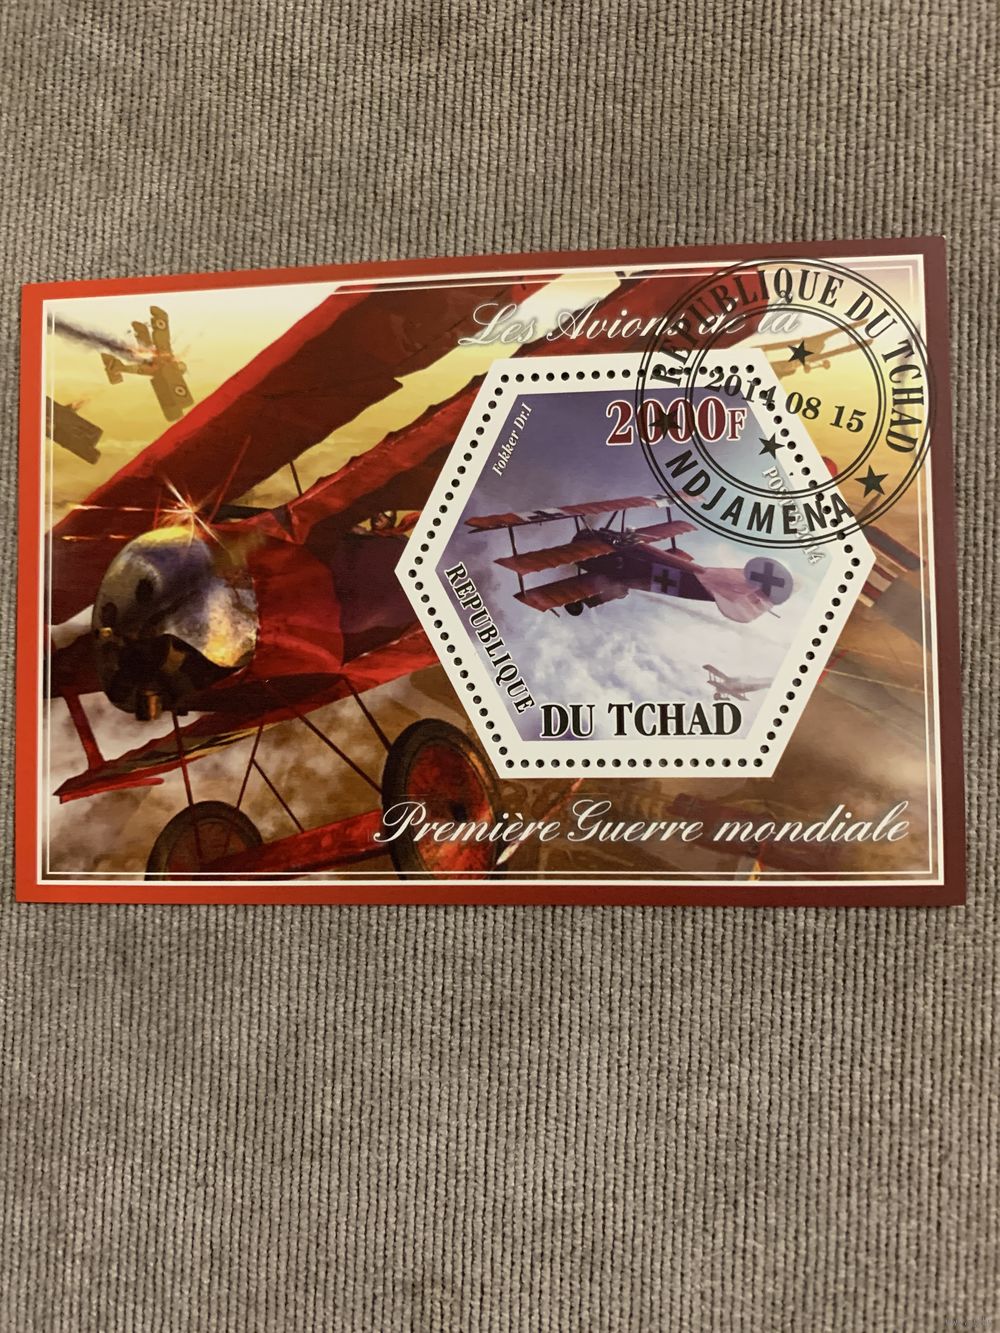 Les Avions de la
REPUBLIQUE DU TCHAD
2014 08 15
NDJAMENA
2000F
Fokker Dr.I
REPUBLIQUE
DU TCHAD
Première Guerre mondiale